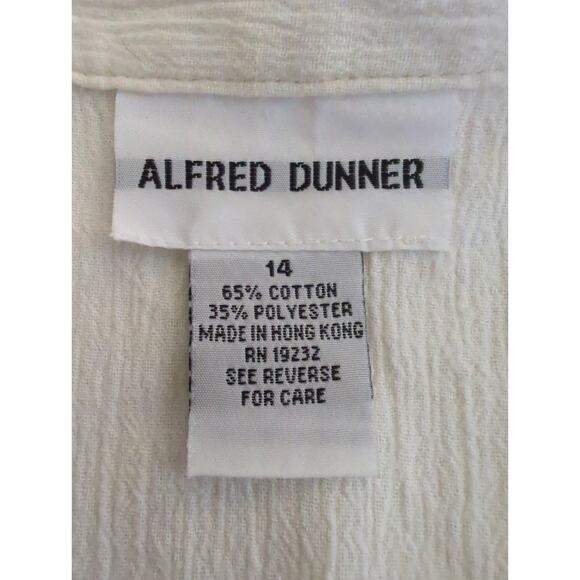 ALFRED DUNNER
14
65% COTTON
35% POLYESTER
MADE IN HONG KONG
RN 19232
SEE REVERSE
FOR CARE